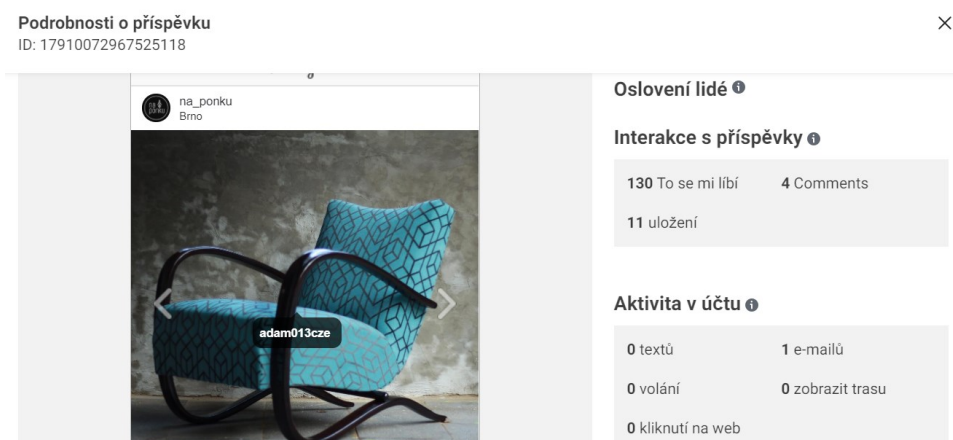 Podrobnosti o příspěvku
ID: 17910072967525118
na_ponku
Brno
adam013cze
Oslovení lidé
Interakce s příspěvky
130 To se mi líbí 4 Comments
11 uložení
Aktivita v účtu
0 textů 1 e-mailů
0 volání 0 zobrazit trasu
0 kliknutí na web